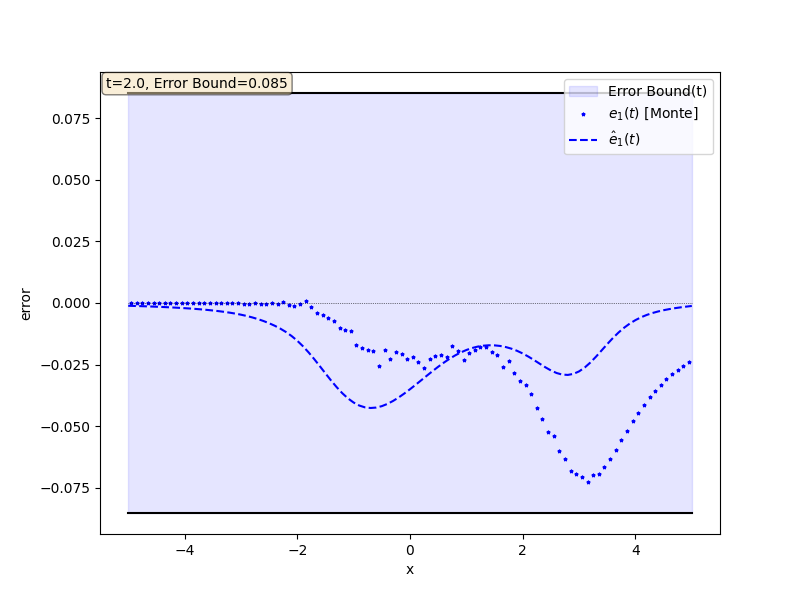 t=2.0, Error Bound=0.085
Error Bound(t)
e₁(t) [Monte]
ê₁(t)
0.075
0.050
0.025
0.000
−0.025
−0.050
−0.075
error
−4
−2
0
2
4
x